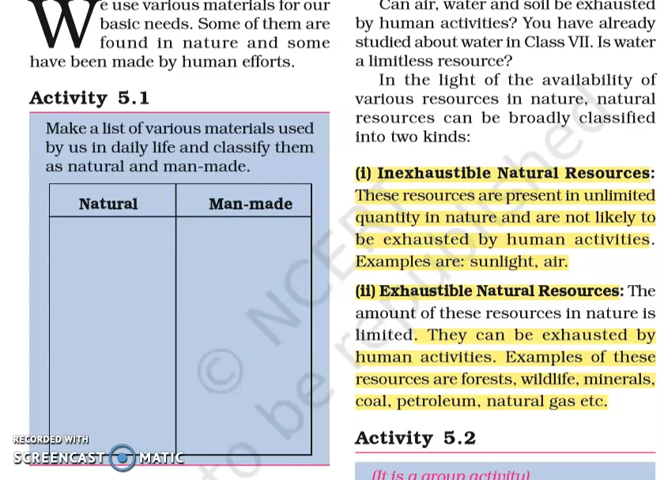 We use various materials for our
basic needs. Some of them are
found in nature and some
have been made by human efforts.
Activity 5.1
Make a list of various materials used
by us in daily life and classify them
as natural and man-made.
Natural Man-made
Can air, water and soil be exhausted
by human activities? You have already
studied about water in Class VII. Is water
a limitless resource?
In the light of the availability of
various resources in nature, natural
resources can be broadly classified
into two kinds:
(i) Inexhaustible Natural Resources:
These resources are present in unlimited
quantity in nature and are not likely to
be exhausted by human activities.
Examples are: sunlight, air.
(ii) Exhaustible Natural Resources: The
amount of these resources in nature is
limited. They can be exhausted by
human activities. Examples of these
resources are forests, wildlife, minerals,
coal, petroleum, natural gas etc.
Activity 5.2
(It is a group activity)
© NCERT
to be republished
RECORDED WITH
SCREENCAST MATIC